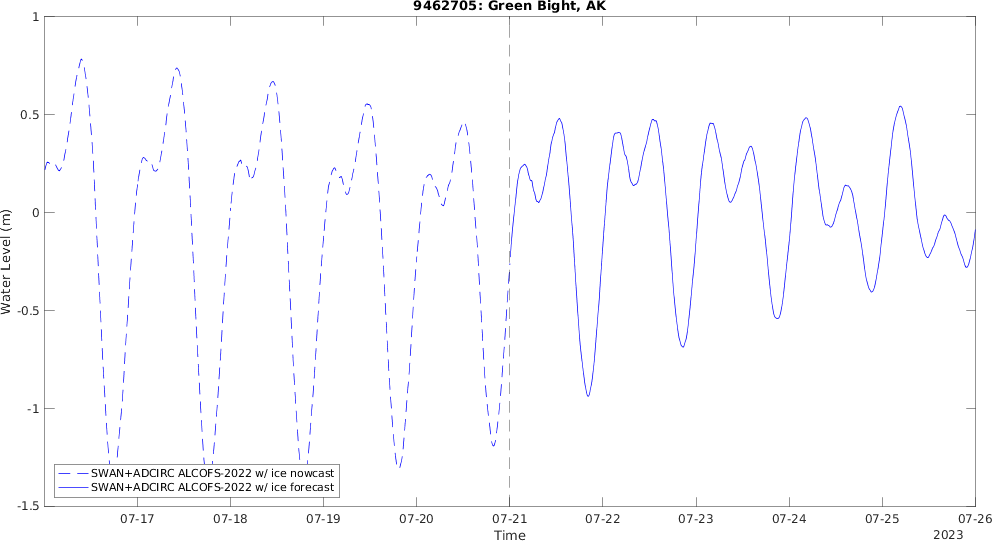 9462705: Green Bight, AK
1
0.5
0
-0.5
-1
-1.5
Water Level (m)
SWAN+ADCIRC ALCOFS-2022 w/ ice nowcast
SWAN+ADCIRC ALCOFS-2022 w/ ice forecast
07-17 07-18 07-19 07-20 07-21 07-22 07-23 07-24 07-25 07-26
Time
2023